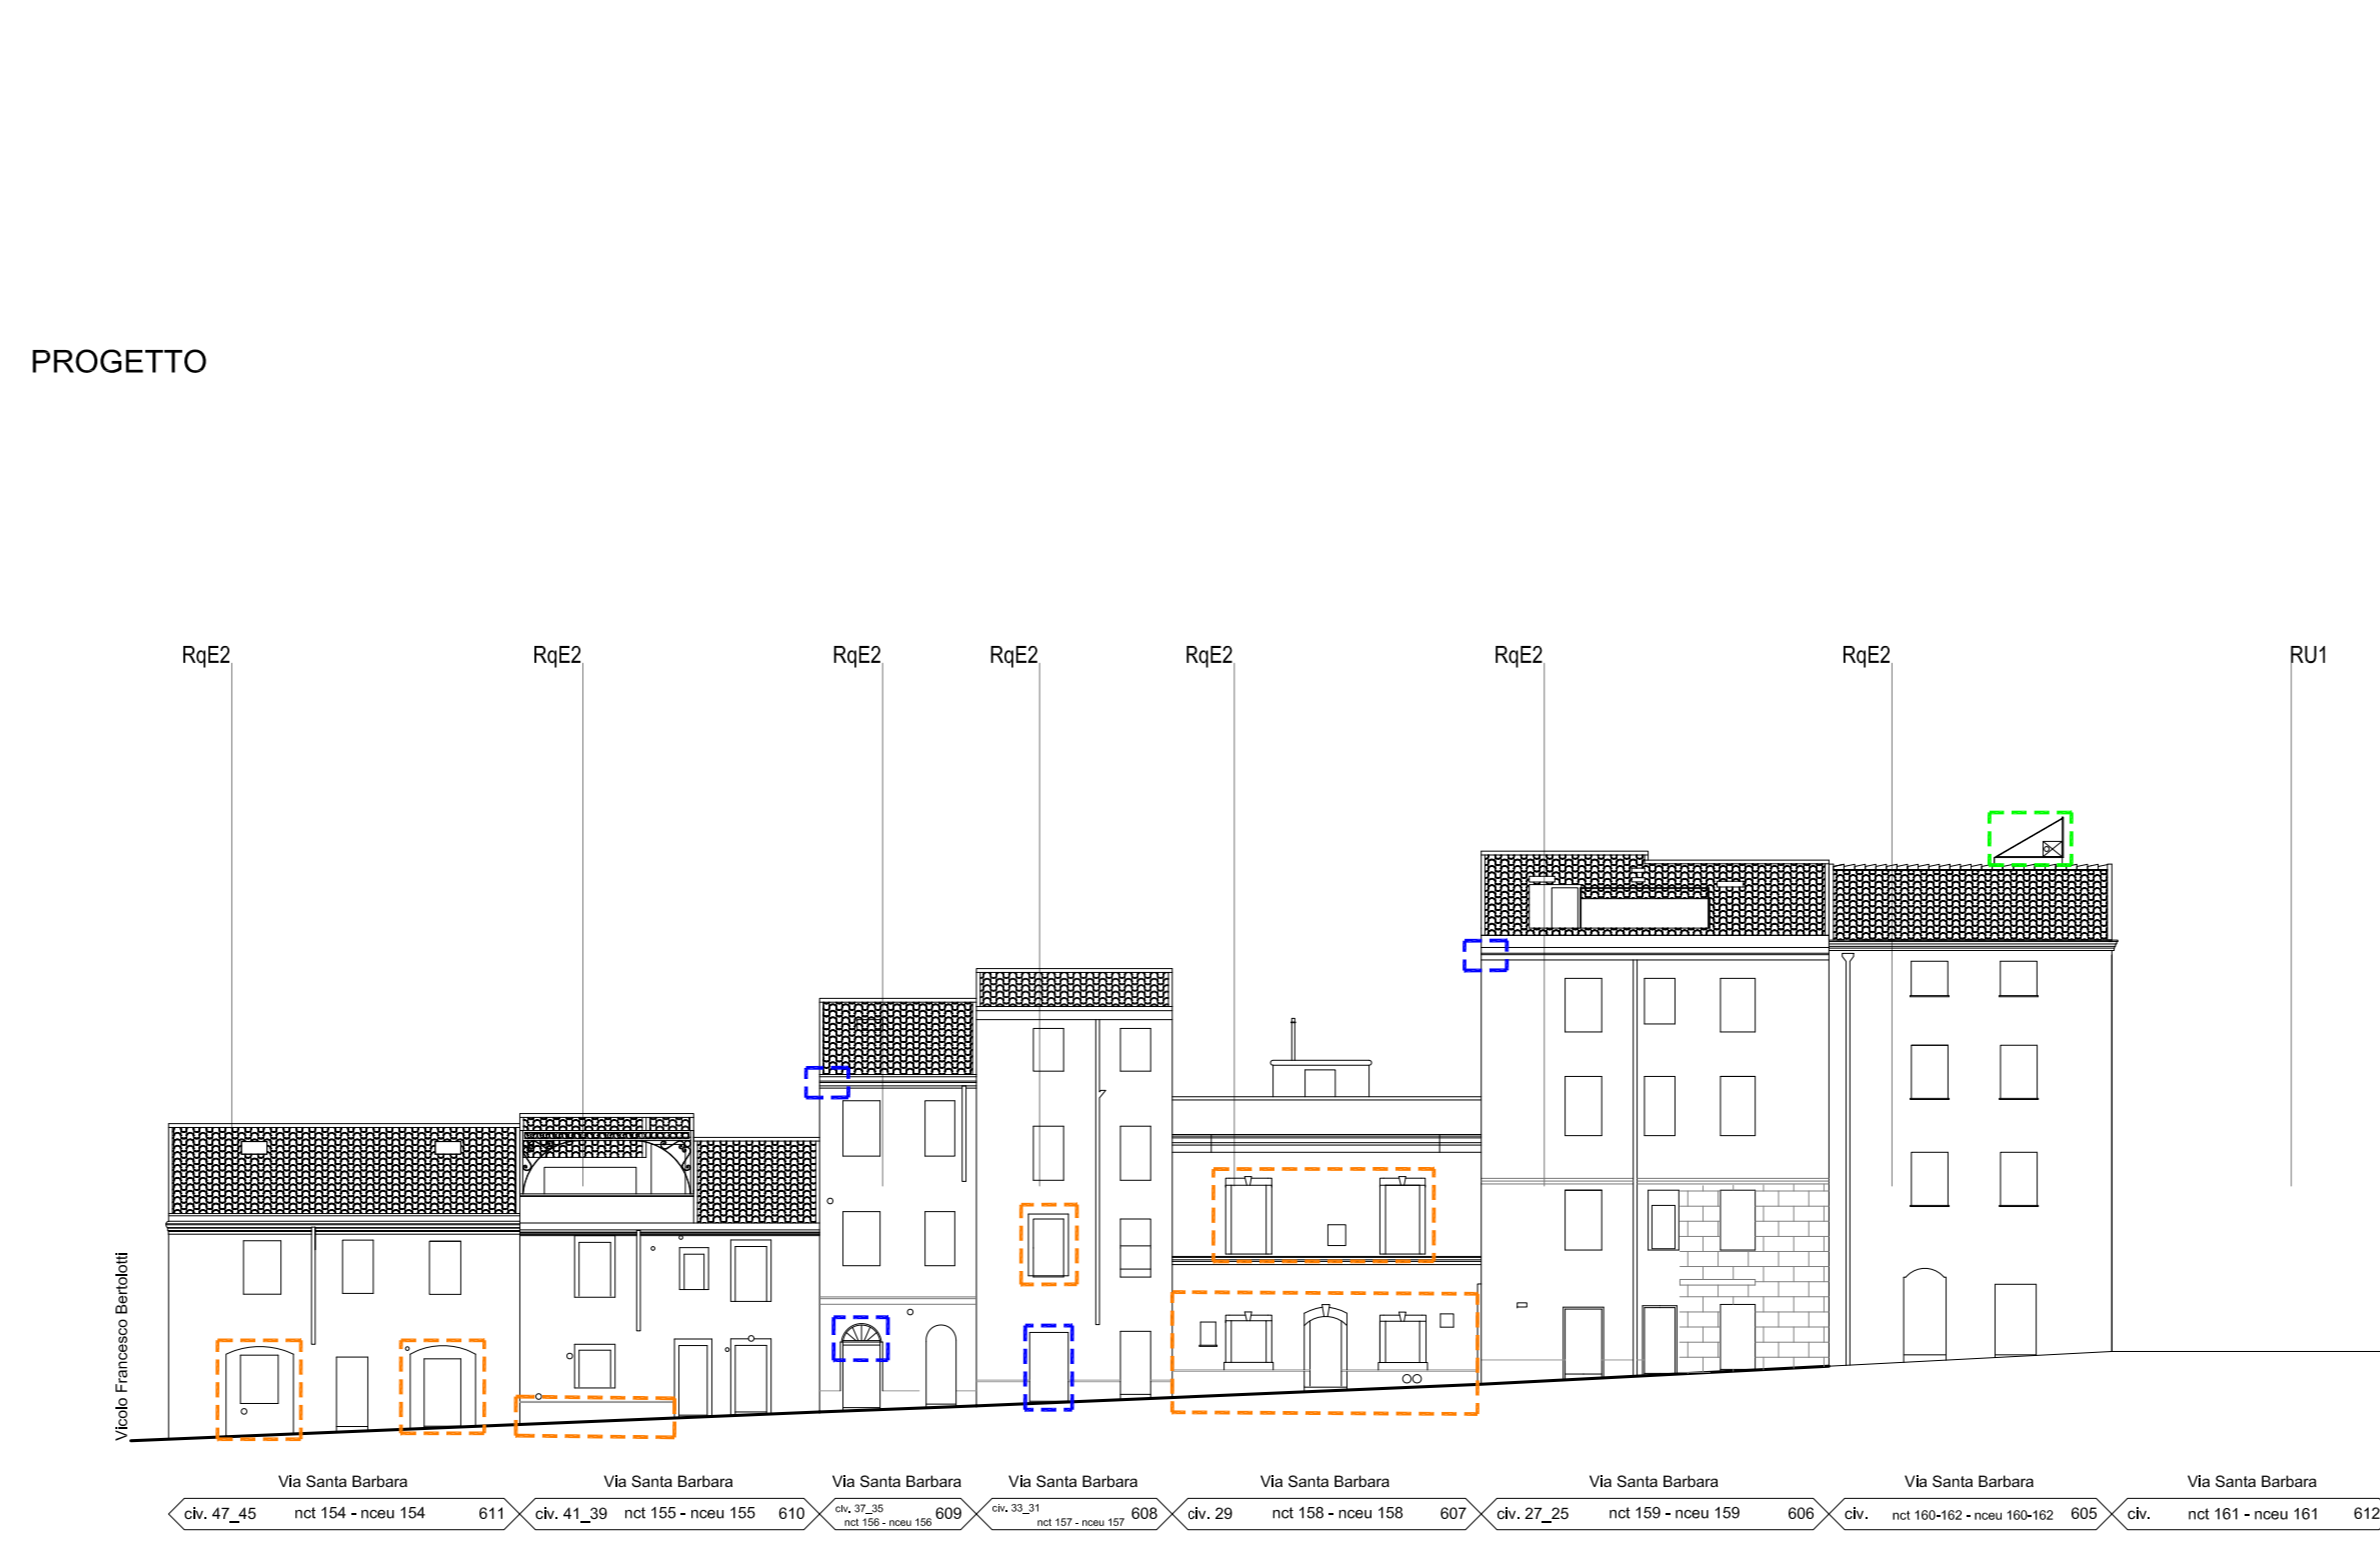 PROGETTO
RqE2 RqE2 RqE2 RqE2 RqE2 RqE2 RqE2 RU1
Vicolo Francesco Bertolotti
Via Santa Barbara Via Santa Barbara Via Santa Barbara Via Santa Barbara Via Santa Barbara Via Santa Barbara Via Santa Barbara Via Santa Barbara
civ. 47_45 nct 154 - nceu 154 611
civ. 41_39 nct 155 - nceu 155 610
civ. 37_35
nct 156 - nceu 156 609
civ. 33_31
nct 157 - nceu 157 608
civ. 29 nct 158 - nceu 158 607
civ. 27_25 nct 159 - nceu 159 606
civ. nct 160-162 - nceu 160-162 605
civ. nct 161 - nceu 161 612